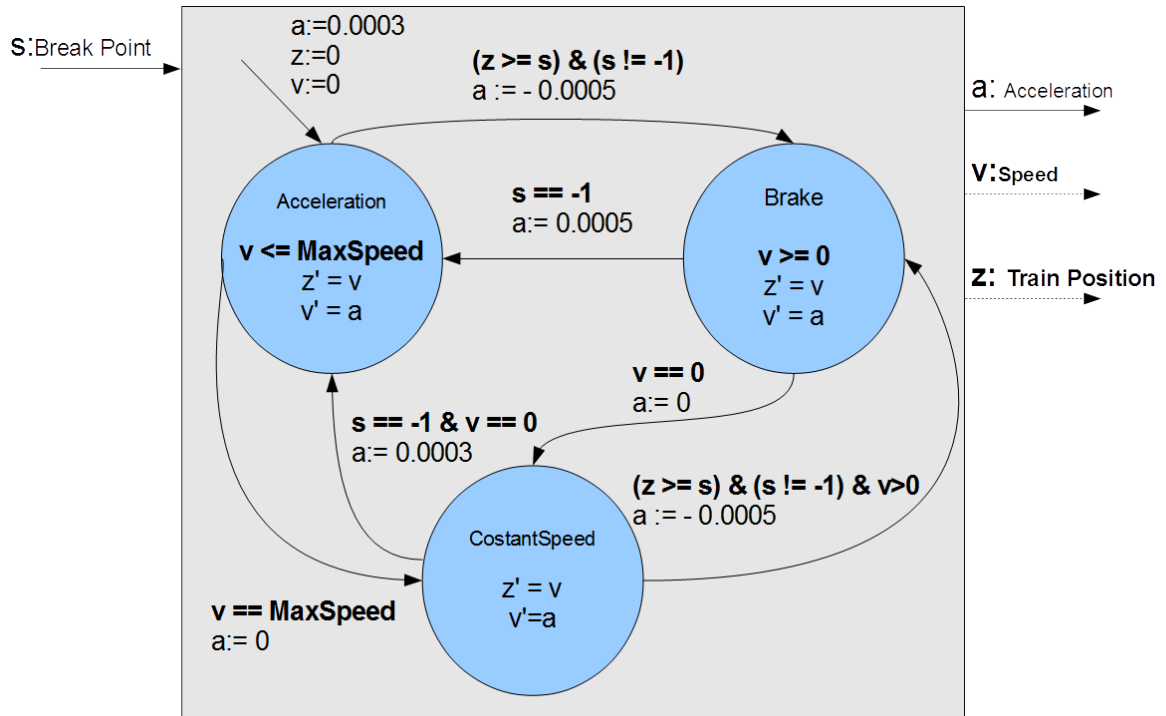 s:Break Point
a:=0.0003
z:=0
v:=0
(z >= s) & (s != -1)
a := - 0.0005
a: Acceleration
v:Speed
z: Train Position
Acceleration
v <= MaxSpeed
z' = v
v' = a
s == -1
a:= 0.0005
Brake
v >= 0
z' = v
v' = a
v == 0
a:= 0
s == -1 & v == 0
a:= 0.0003
(z >= s) & (s != -1) & v>0
a := - 0.0005
CostantSpeed
z' = v
v'=a
v == MaxSpeed
a:= 0